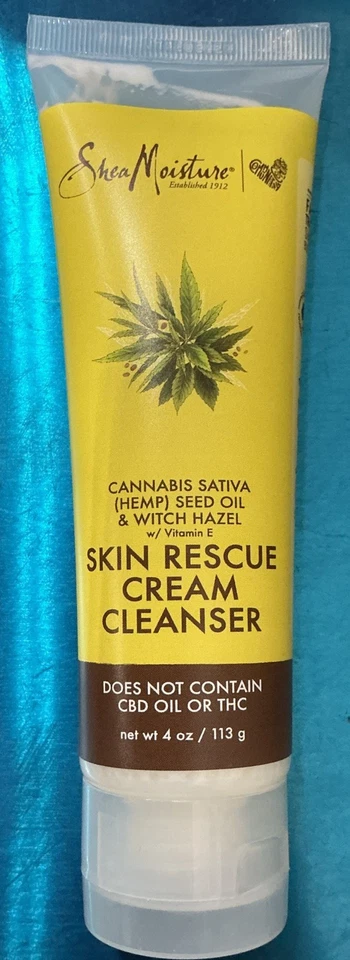 SheaMoisture®
Established 1912
CANNABIS SATIVA
(HEMP) SEED OIL
& WITCH HAZEL
w/ Vitamin E
SKIN RESCUE
CREAM
CLEANSER
DOES NOT CONTAIN
CBD OIL OR THC
net wt 4 oz / 113 g